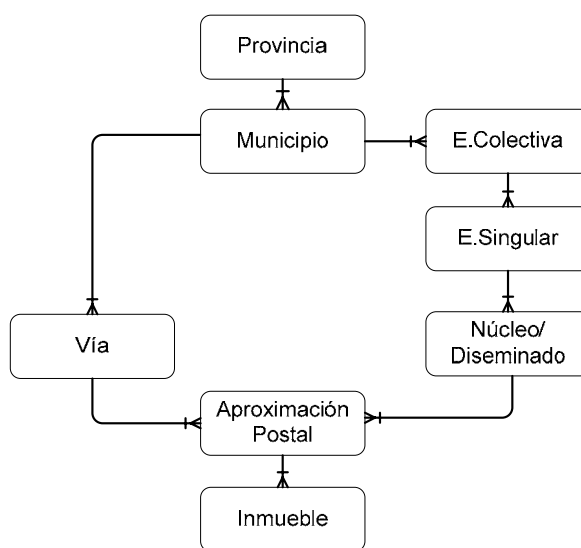 Provincia
Municipio
E.Colectiva
E.Singular
Vía
Núcleo/
Diseminado
Aproximación
Postal
Inmueble